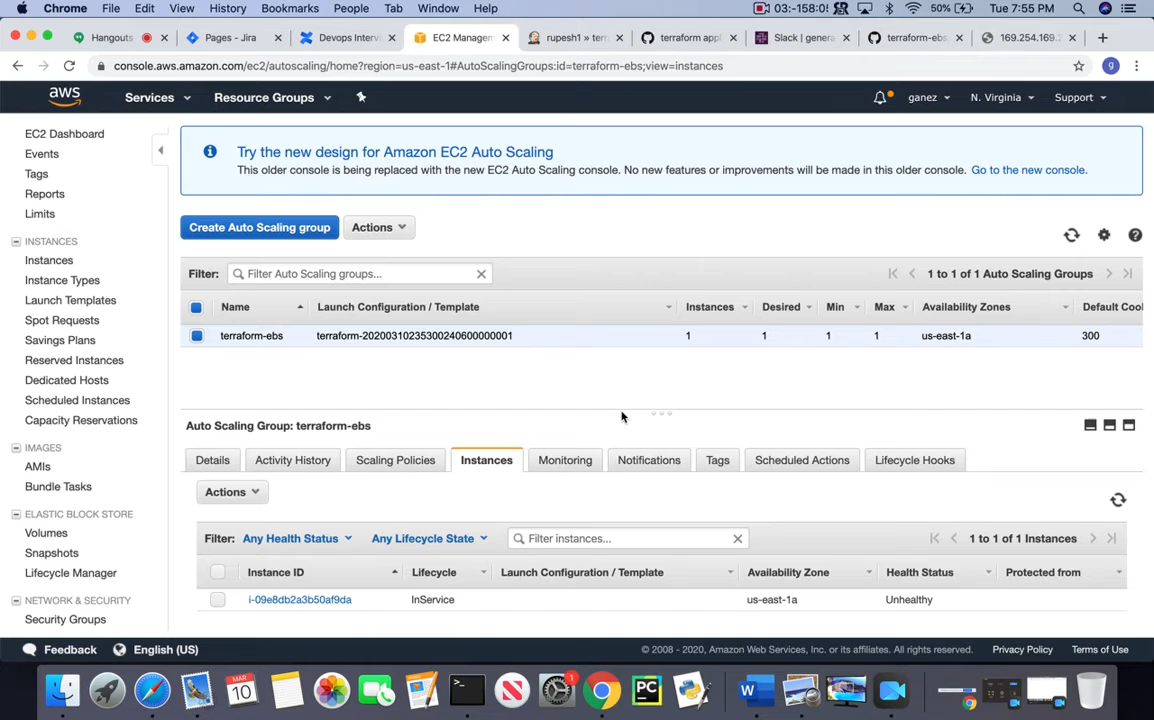 Chrome File Edit View History Bookmarks People Tab Window Help 03:-158:05 50% Tue 7:55 PM
Hangouts Pages - Jira Devops Intervi EC2 Manage rupesh1 » terr terraform appl Slack | genera terraform-ebs, 169.254.169.
console.aws.amazon.com/ec2/autoscaling/home?region=us-east-1#AutoScalingGroups:id=terraform-ebs;view=instances g
aws Services Resource Groups ganez N. Virginia Support
EC2 Dashboard
Events
Tags
Reports
Limits
INSTANCES
Instances
Instance Types
Launch Templates
Spot Requests
Savings Plans
Reserved Instances
Dedicated Hosts
Scheduled Instances
Capacity Reservations
IMAGES
AMIs
Bundle Tasks
ELASTIC BLOCK STORE
Volumes
Snapshots
Lifecycle Manager
NETWORK & SECURITY
Security Groups
Try the new design for Amazon EC2 Auto Scaling
This older console is being replaced with the new EC2 Auto Scaling console. No new features or improvements will be made in this older console. Go to the new console.
Create Auto Scaling group Actions
Filter: Filter Auto Scaling groups... 1 to 1 of 1 Auto Scaling Groups
Name Launch Configuration / Template Instances Desired Min Max Availability Zones Default Cool
terraform-ebs terraform-20200310235300240600000001 1 1 1 1 us-east-1a 300
Auto Scaling Group: terraform-ebs
Details Activity History Scaling Policies Instances Monitoring Notifications Tags Scheduled Actions Lifecycle Hooks
Actions
Filter: Any Health Status Any Lifecycle State Filter instances... 1 to 1 of 1 Instances
Instance ID Lifecycle Launch Configuration / Template Availability Zone Health Status Protected from
i-09e8db2a3b50af9da InService us-east-1a Unhealthy
Feedback English (US) © 2008 - 2020, Amazon Web Services, Inc. or its affiliates. All rights reserved. Privacy Policy Terms of Use
MAR
10
1
PC
W